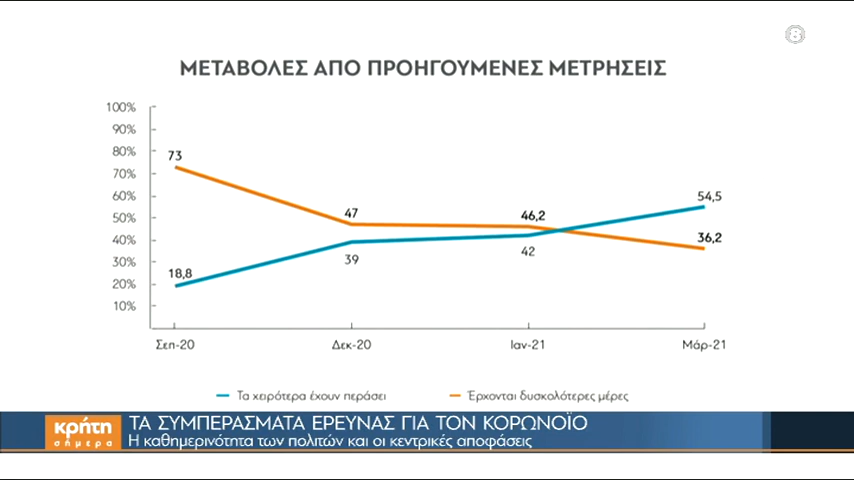 8
ΜΕΤΑΒΟΛΕΣ ΑΠΟ ΠΡΟΗΓΟΥΜΕΝΕΣ ΜΕΤΡΗΣΕΙΣ
100%
90%
80%
70%
60%
50%
40%
30%
20%
10%
73
47
46,2
54,5
18,8
39
42
36,2
Σεπ-20 Δεκ-20 Ιαν-21 Μάρ-21
Τα χειρότερα έχουν περάσει Έρχονται δυσκολότερες μέρες
κρήτη
σήμερα
ΤΑ ΣΥΜΠΕΡΑΣΜΑΤΑ ΕΡΕΥΝΑΣ ΓΙΑ ΤΟΝ ΚΟΡΩΝΟΪΟ
Η καθημερινότητα των πολιτών και οι κεντρικές αποφάσεις